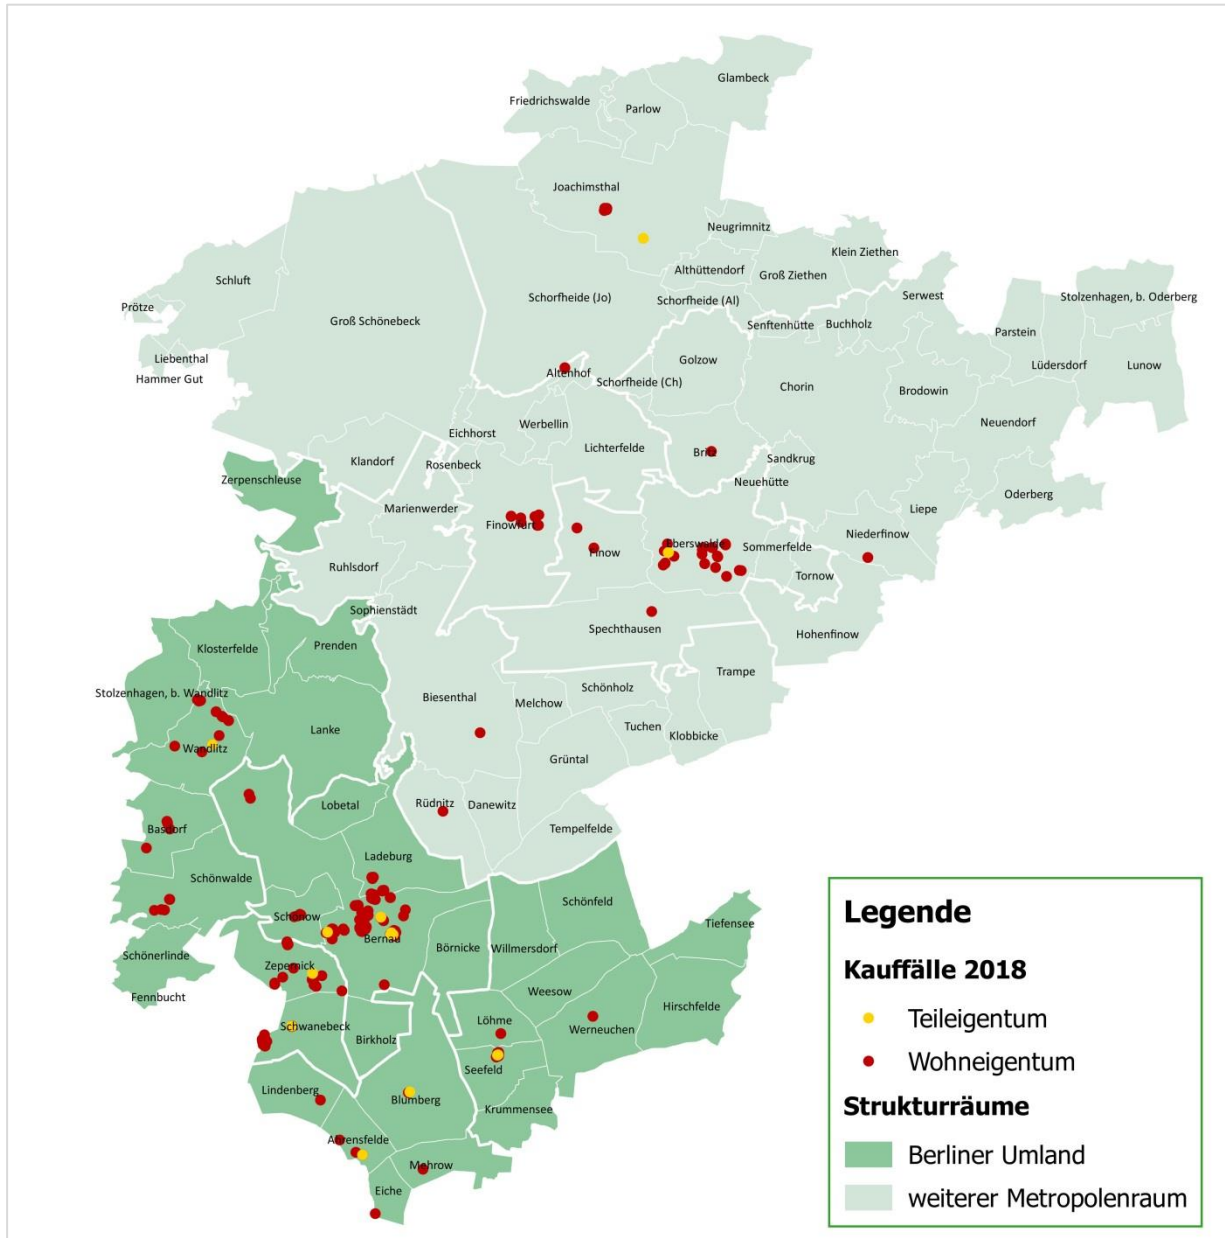 Glambeck
Friedrichswalde
Parlow
Joachimsthal
Neugrimnitz
Klein Ziethen
Althüttendorf
Groß Ziethen
Schluft
Schorfheide (Jo)
Schorfheide (Al)
Serwest
Stolzenhagen, b. Oderberg
Prötze
Groß Schönebeck
Senftenhütte
Buchholz
Parstein
Liebenthal
Golzow
Lüdersdorf
Lunow
Hammer Gut
Altenhof
Schorfheide (Ch)
Chorin
Brodowin
Neuendorf
Werbellin
Eichhorst
Lichterfelde
Britz
Klandorf
Rosenbeck
Sandkrug
Zerpenschleuse
Neuehütte
Oderberg
Marienwerder
Liepe
Finowfurt
Niederfinow
Finow
Eberswalde
Sommerfelde
Ruhlsdorf
Tornow
Sophienstädt
Spechthausen
Hohenfinow
Klosterfelde
Prenden
Trampe
Stolzenhagen, b. Wandlitz
Biesenthal
Schönholz
Melchow
Lanke
Tuchen
Klobbicke
Wandlitz
Grüntal
Lobetal
Rüdnitz
Danewitz
Basdorf
Tempelfelde
Ladeburg
Schönwalde
Schönfeld
Schönow
Tiefensee
Bernau
Börnicke
Willmersdorf
Schönerlinde
Zepernick
Fennbucht
Weesow
Hirschfelde
Löhme
Schwanebeck
Werneuchen
Birkholz
Seefeld
Lindenberg
Blumberg
Krummensee
Ahrensfelde
Mehrow
Eiche
Legende
Kauffälle 2018
Teileigentum
Wohneigentum
Strukturräume
Berliner Umland
weiterer Metropolenraum